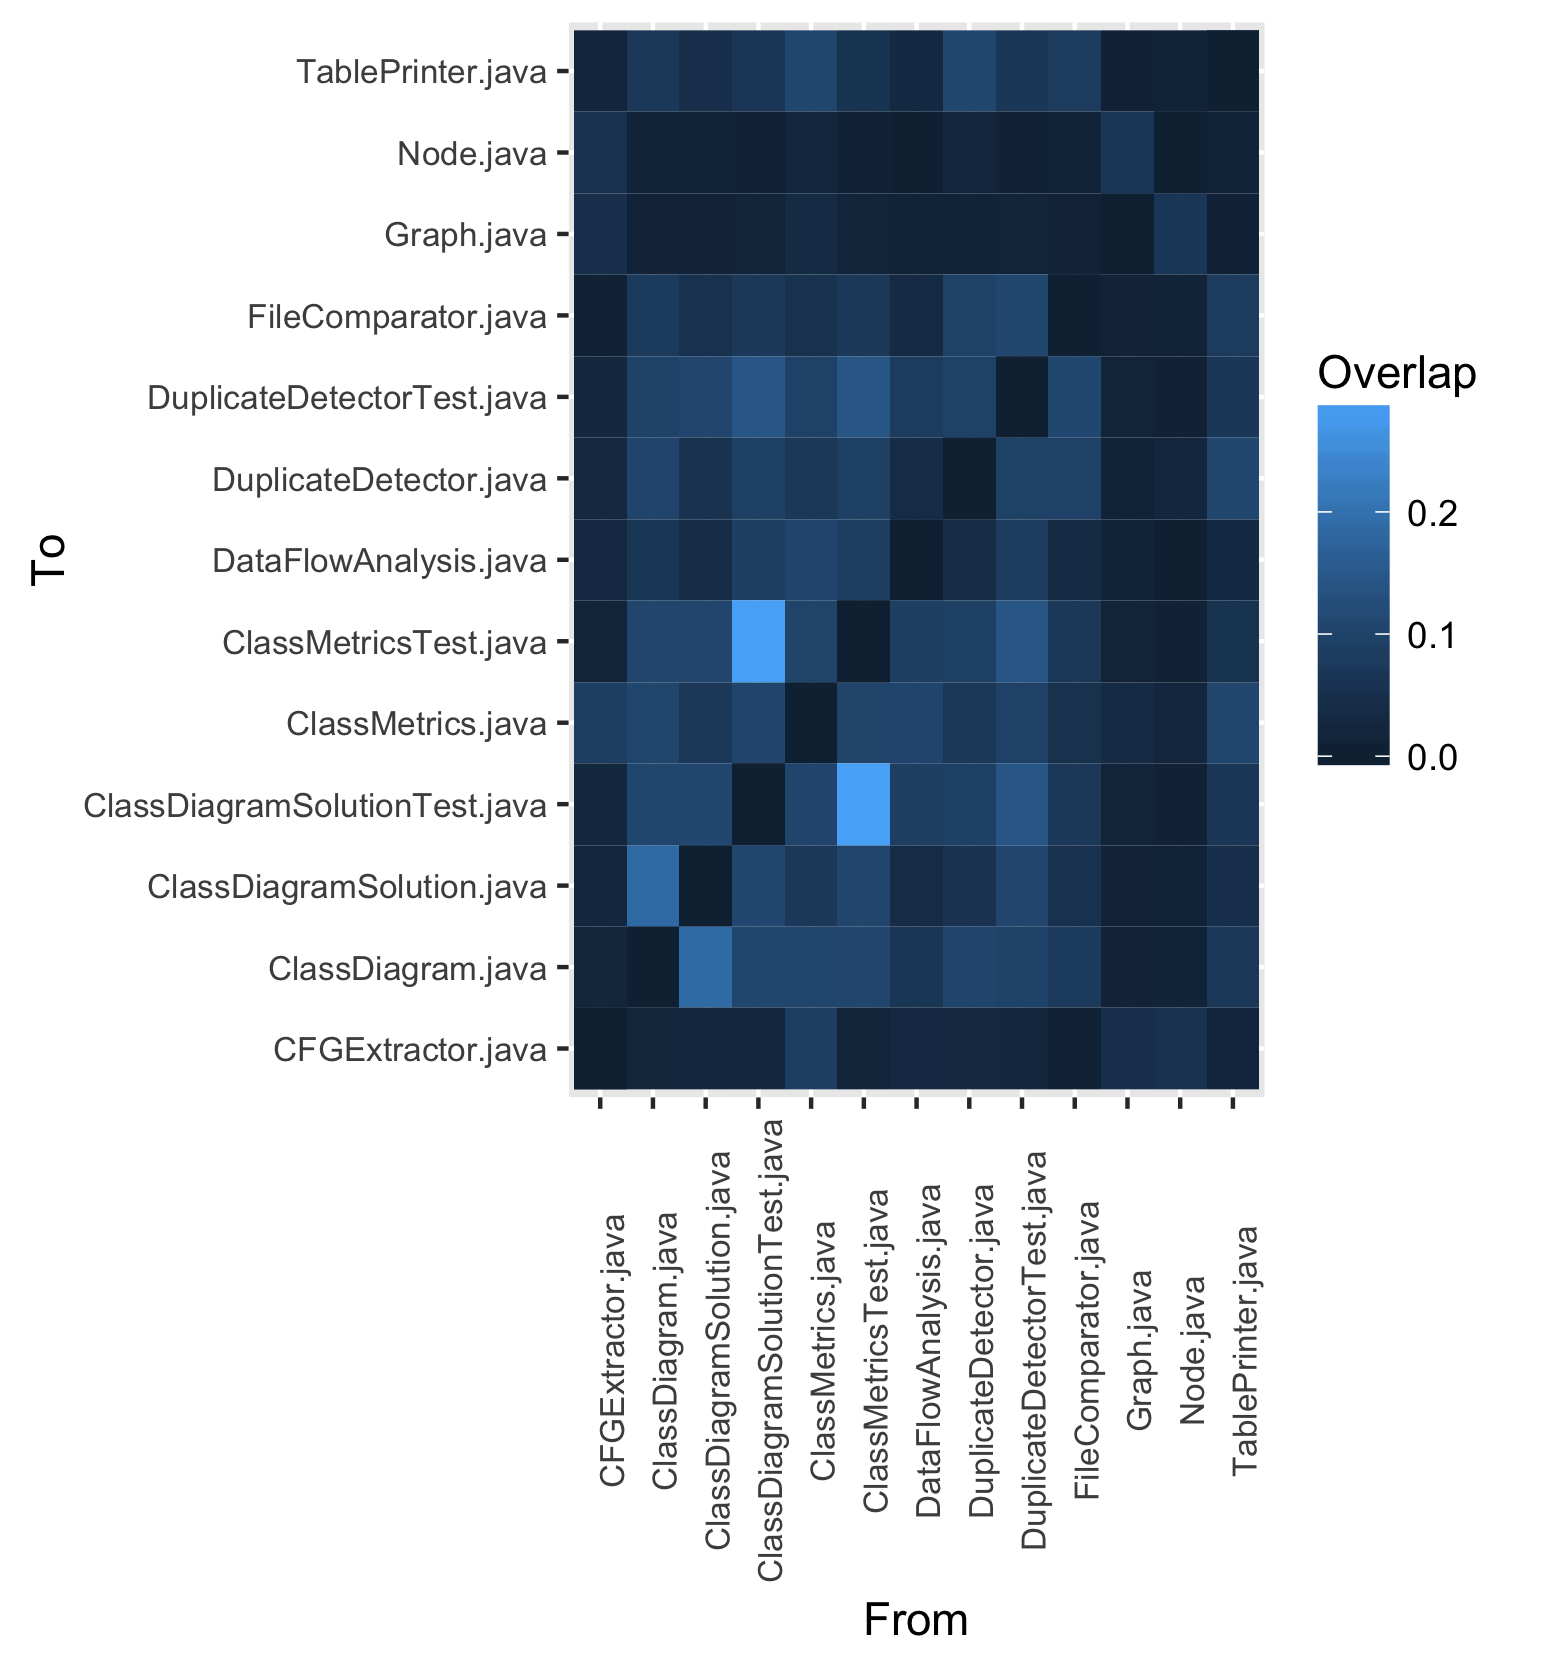 TablePrinter.java
Node.java
Graph.java
FileComparator.java
DuplicateDetectorTest.java
DuplicateDetector.java
DataFlowAnalysis.java
ClassMetricsTest.java
ClassMetrics.java
ClassDiagramSolutionTest.java
ClassDiagramSolution.java
ClassDiagram.java
CFGExtractor.java
To
CFGExtractor.java
ClassDiagram.java
ClassDiagramSolution.java
ClassDiagramSolutionTest.java
ClassMetrics.java
ClassMetricsTest.java
DataFlowAnalysis.java
DuplicateDetector.java
DuplicateDetectorTest.java
FileComparator.java
Graph.java
Node.java
TablePrinter.java
From
Overlap
0.2
0.1
0.0